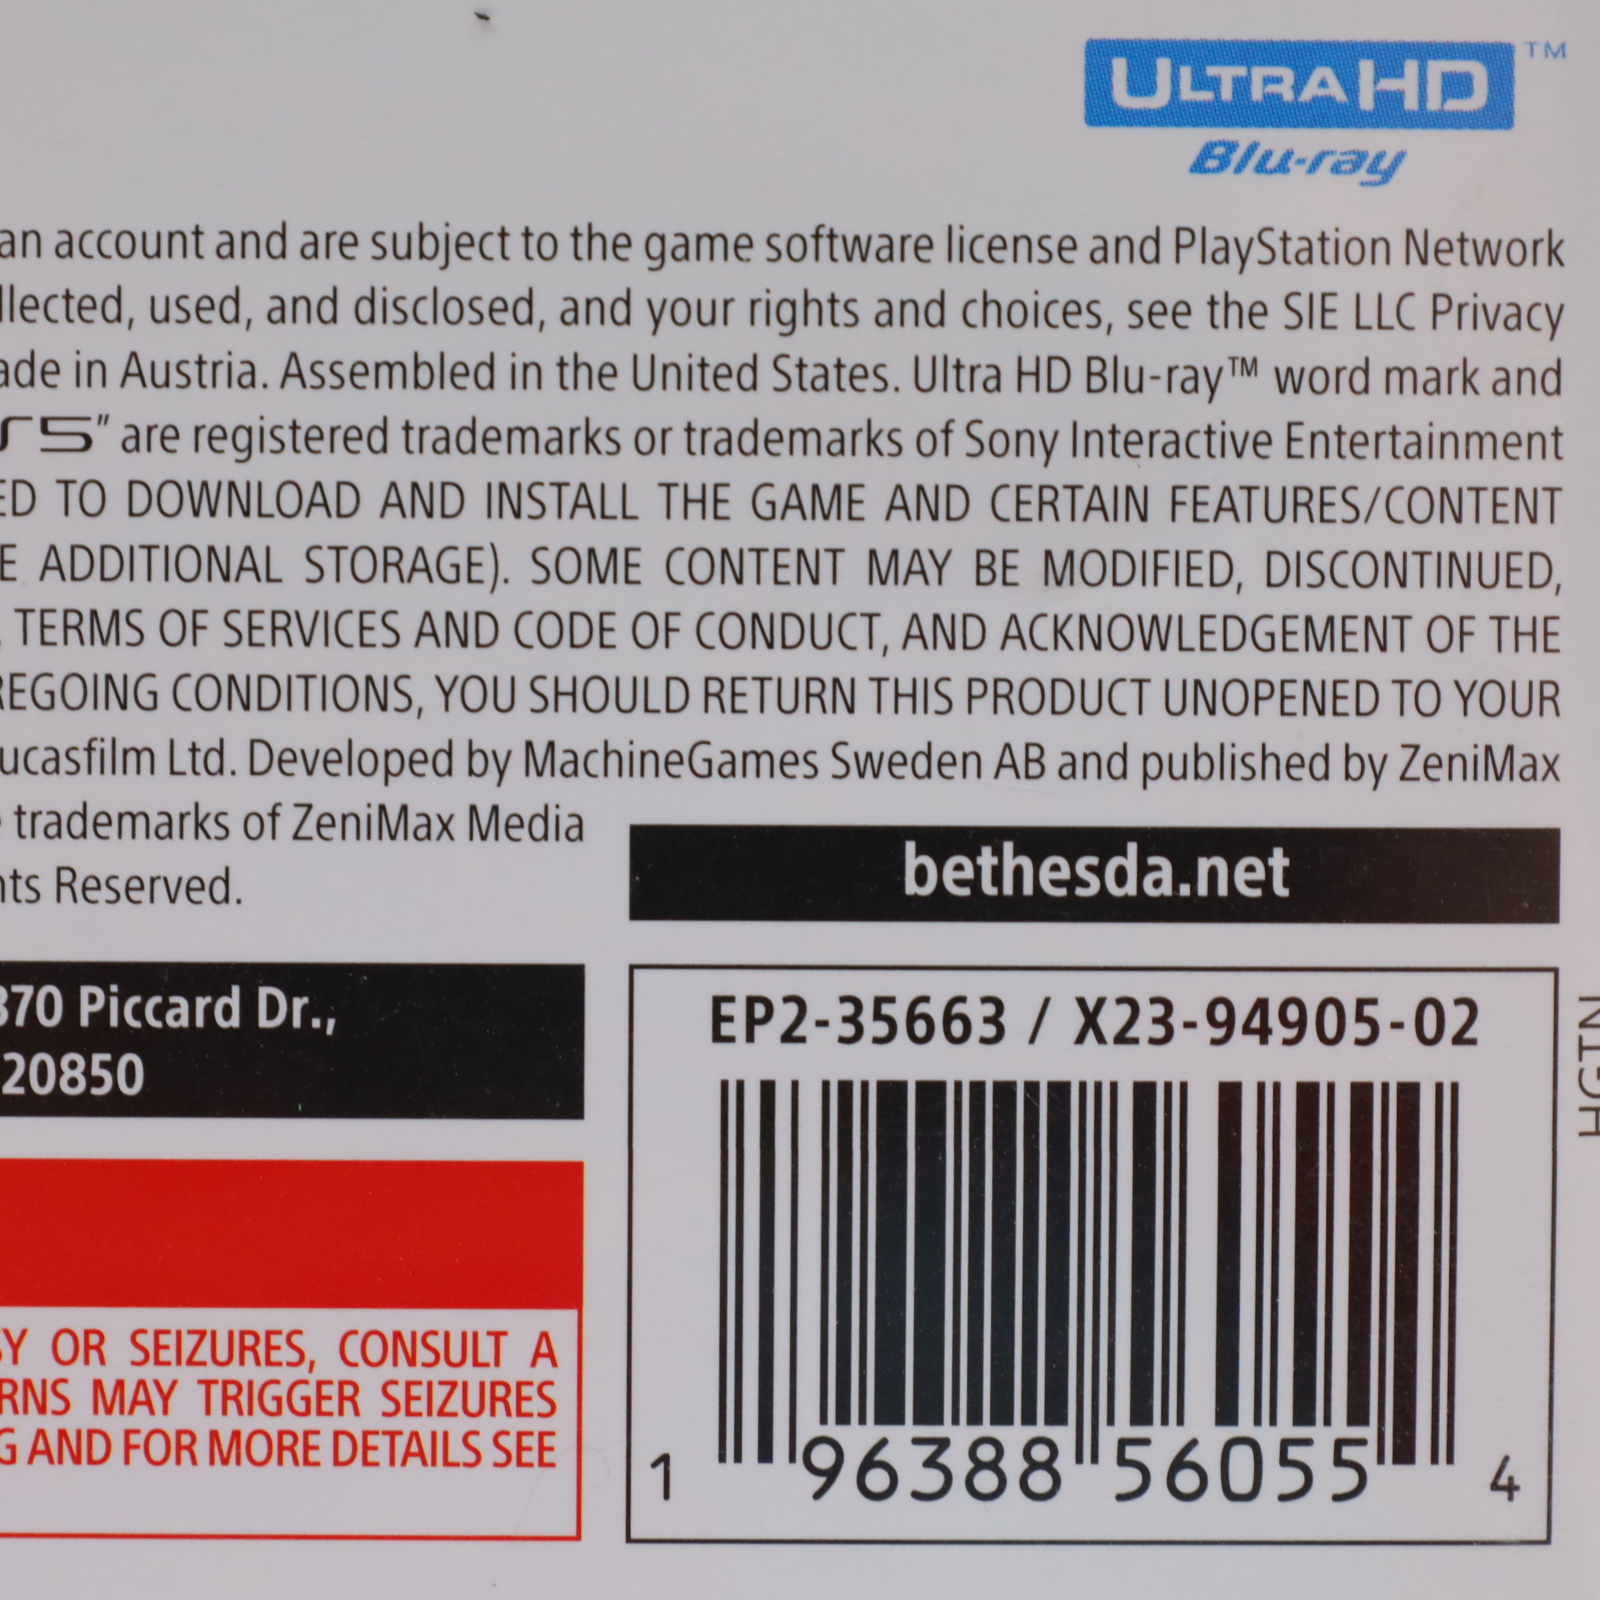 ULTRA HD™
Blu-ray
an account and are subject to the game software license and PlayStation Network
llected, used, and disclosed, and your rights and choices, see the SIE LLC Privacy
ade in Austria. Assembled in the United States. Ultra HD Blu-ray™ word mark and
S5" are registered trademarks or trademarks of Sony Interactive Entertainment
ED TO DOWNLOAD AND INSTALL THE GAME AND CERTAIN FEATURES/CONTENT
E ADDITIONAL STORAGE). SOME CONTENT MAY BE MODIFIED, DISCONTINUED,
, TERMS OF SERVICES AND CODE OF CONDUCT, AND ACKNOWLEDGEMENT OF THE
REGOING CONDITIONS, YOU SHOULD RETURN THIS PRODUCT UNOPENED TO YOUR
ucasfilm Ltd. Developed by MachineGames Sweden AB and published by ZeniMax
e trademarks of ZeniMax Media
nts Reserved.
bethesda.net
370 Piccard Dr.,
20850
EP2-35663 / X23-94905-02
SY OR SEIZURES, CONSULT A
RNS MAY TRIGGER SEIZURES
G AND FOR MORE DETAILS SEE
1 96388 56055 4